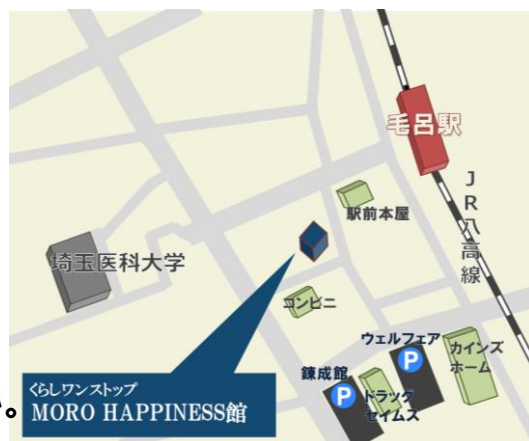 毛呂駅
JR八高線
駅前本屋
埼玉医科大学
コンビニ
ウェルフェア
P
カインズ
ホーム
錬成館
P
ドラッグ
セイムス
くらしワンストップ
MORO HAPPINESS館
。